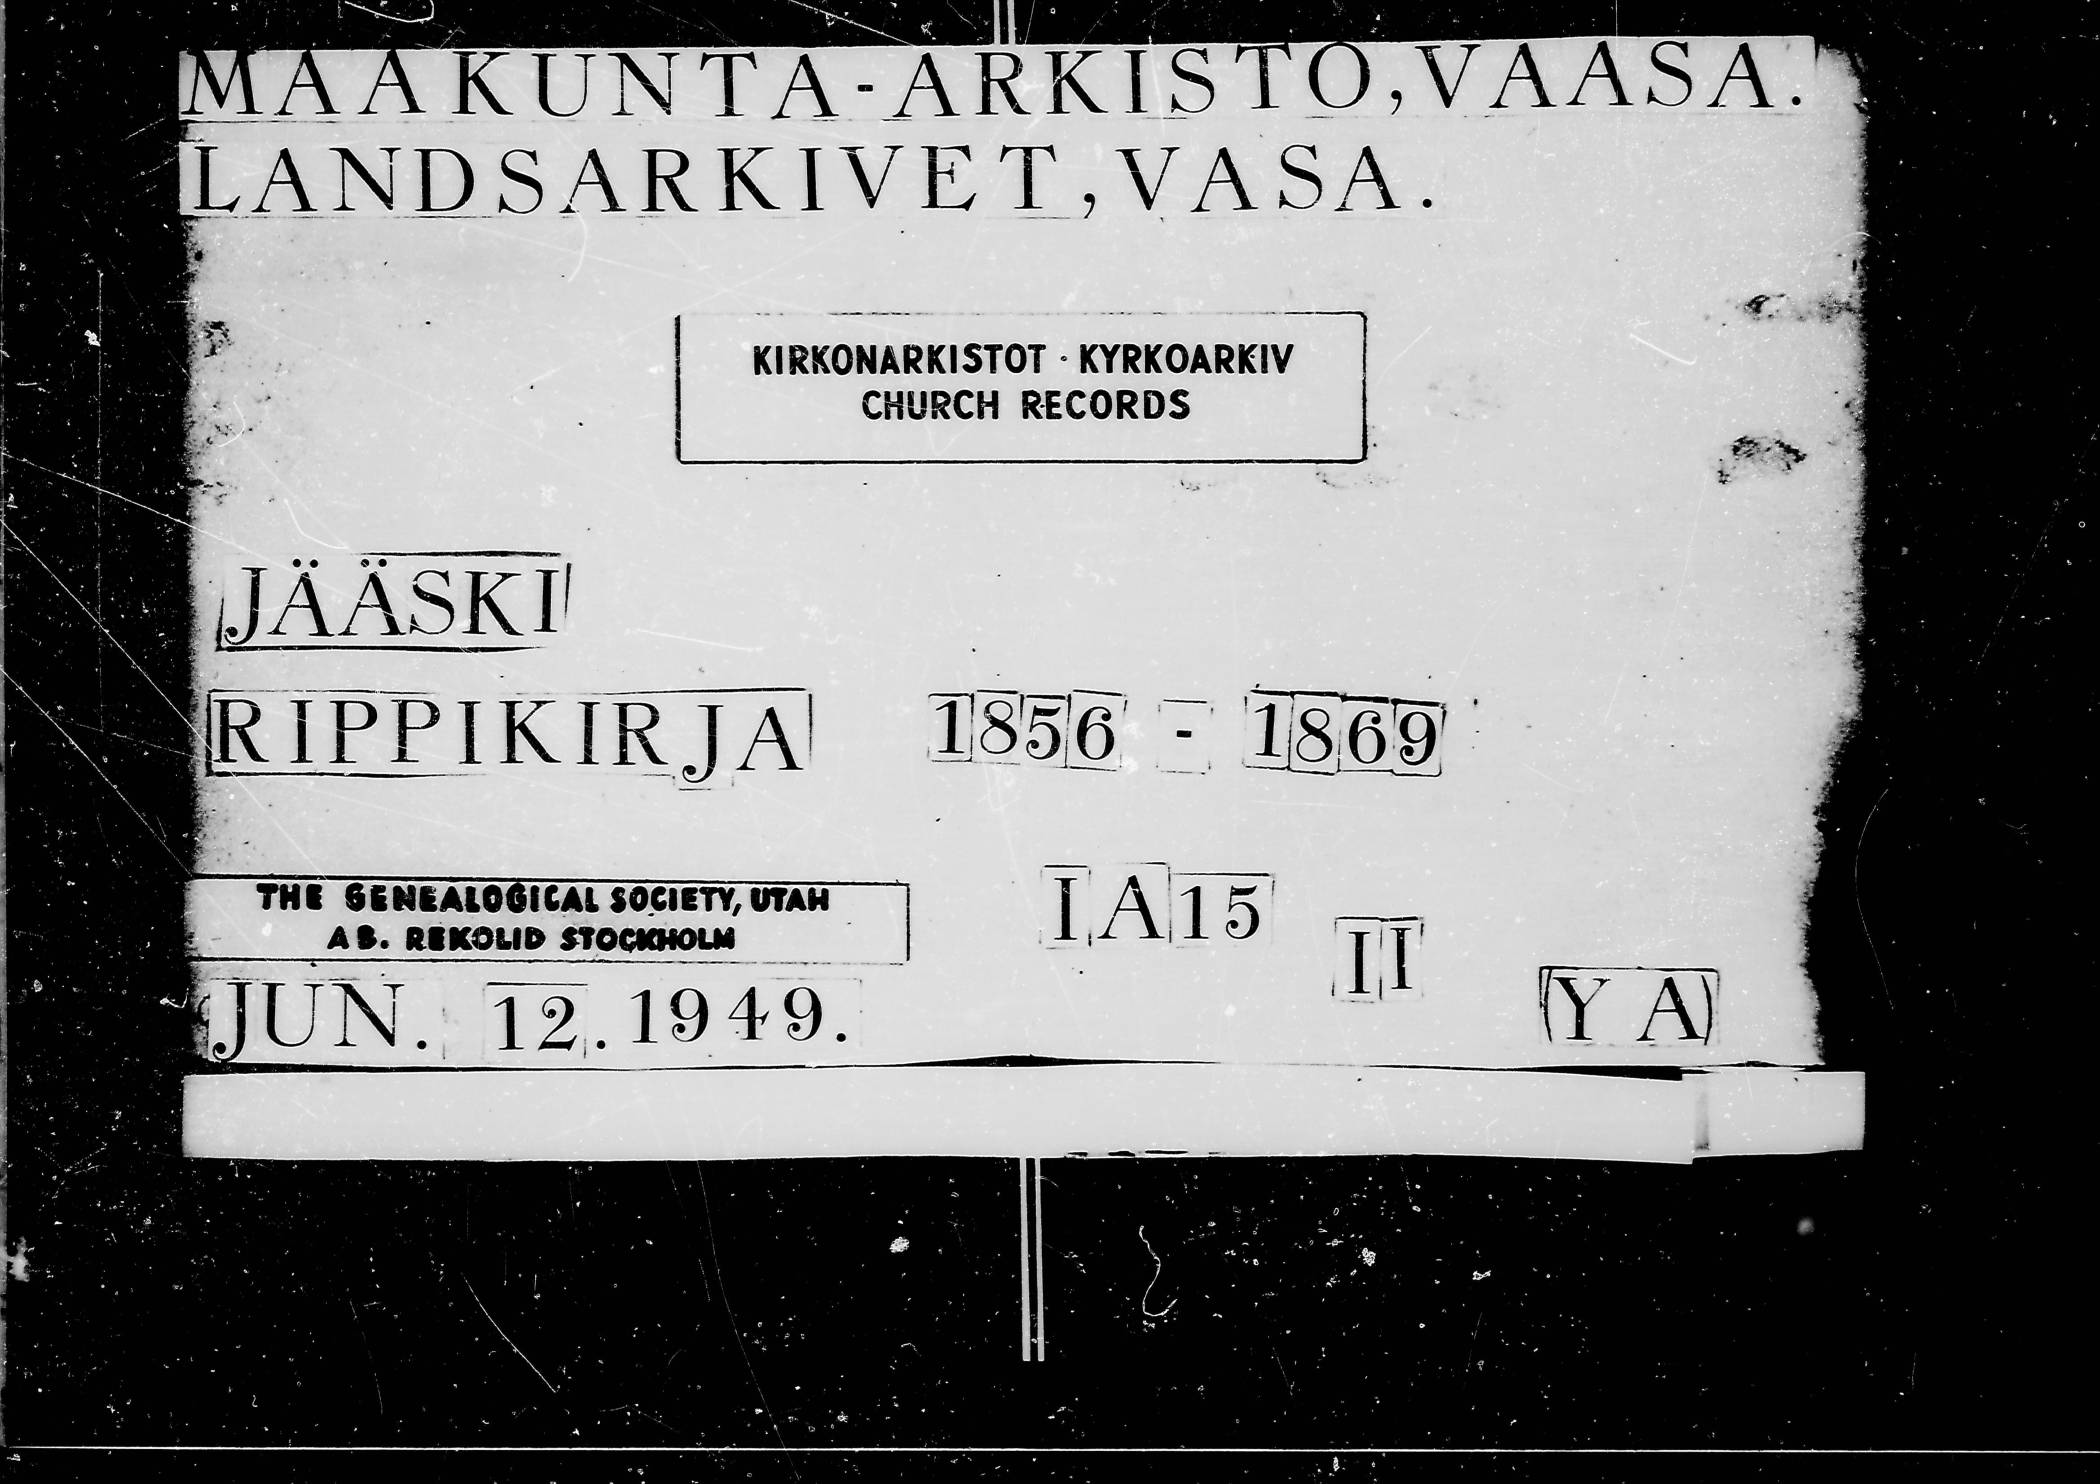 MAAKUNTA-ARKISTO, VAASA.
LANDSARKIVET, VASA.
KIRKONARKISTOT · KYRKOARKIV
CHURCH RECORDS
JÄÄSKI
RIPPIKIRJA 1856 - 1869
THE GENEALOGICAL SOCIETY, UTAH
AB. REKOLID STOCKHOLM
I A 15
II
JUN. 12. 1949.
(Y A)